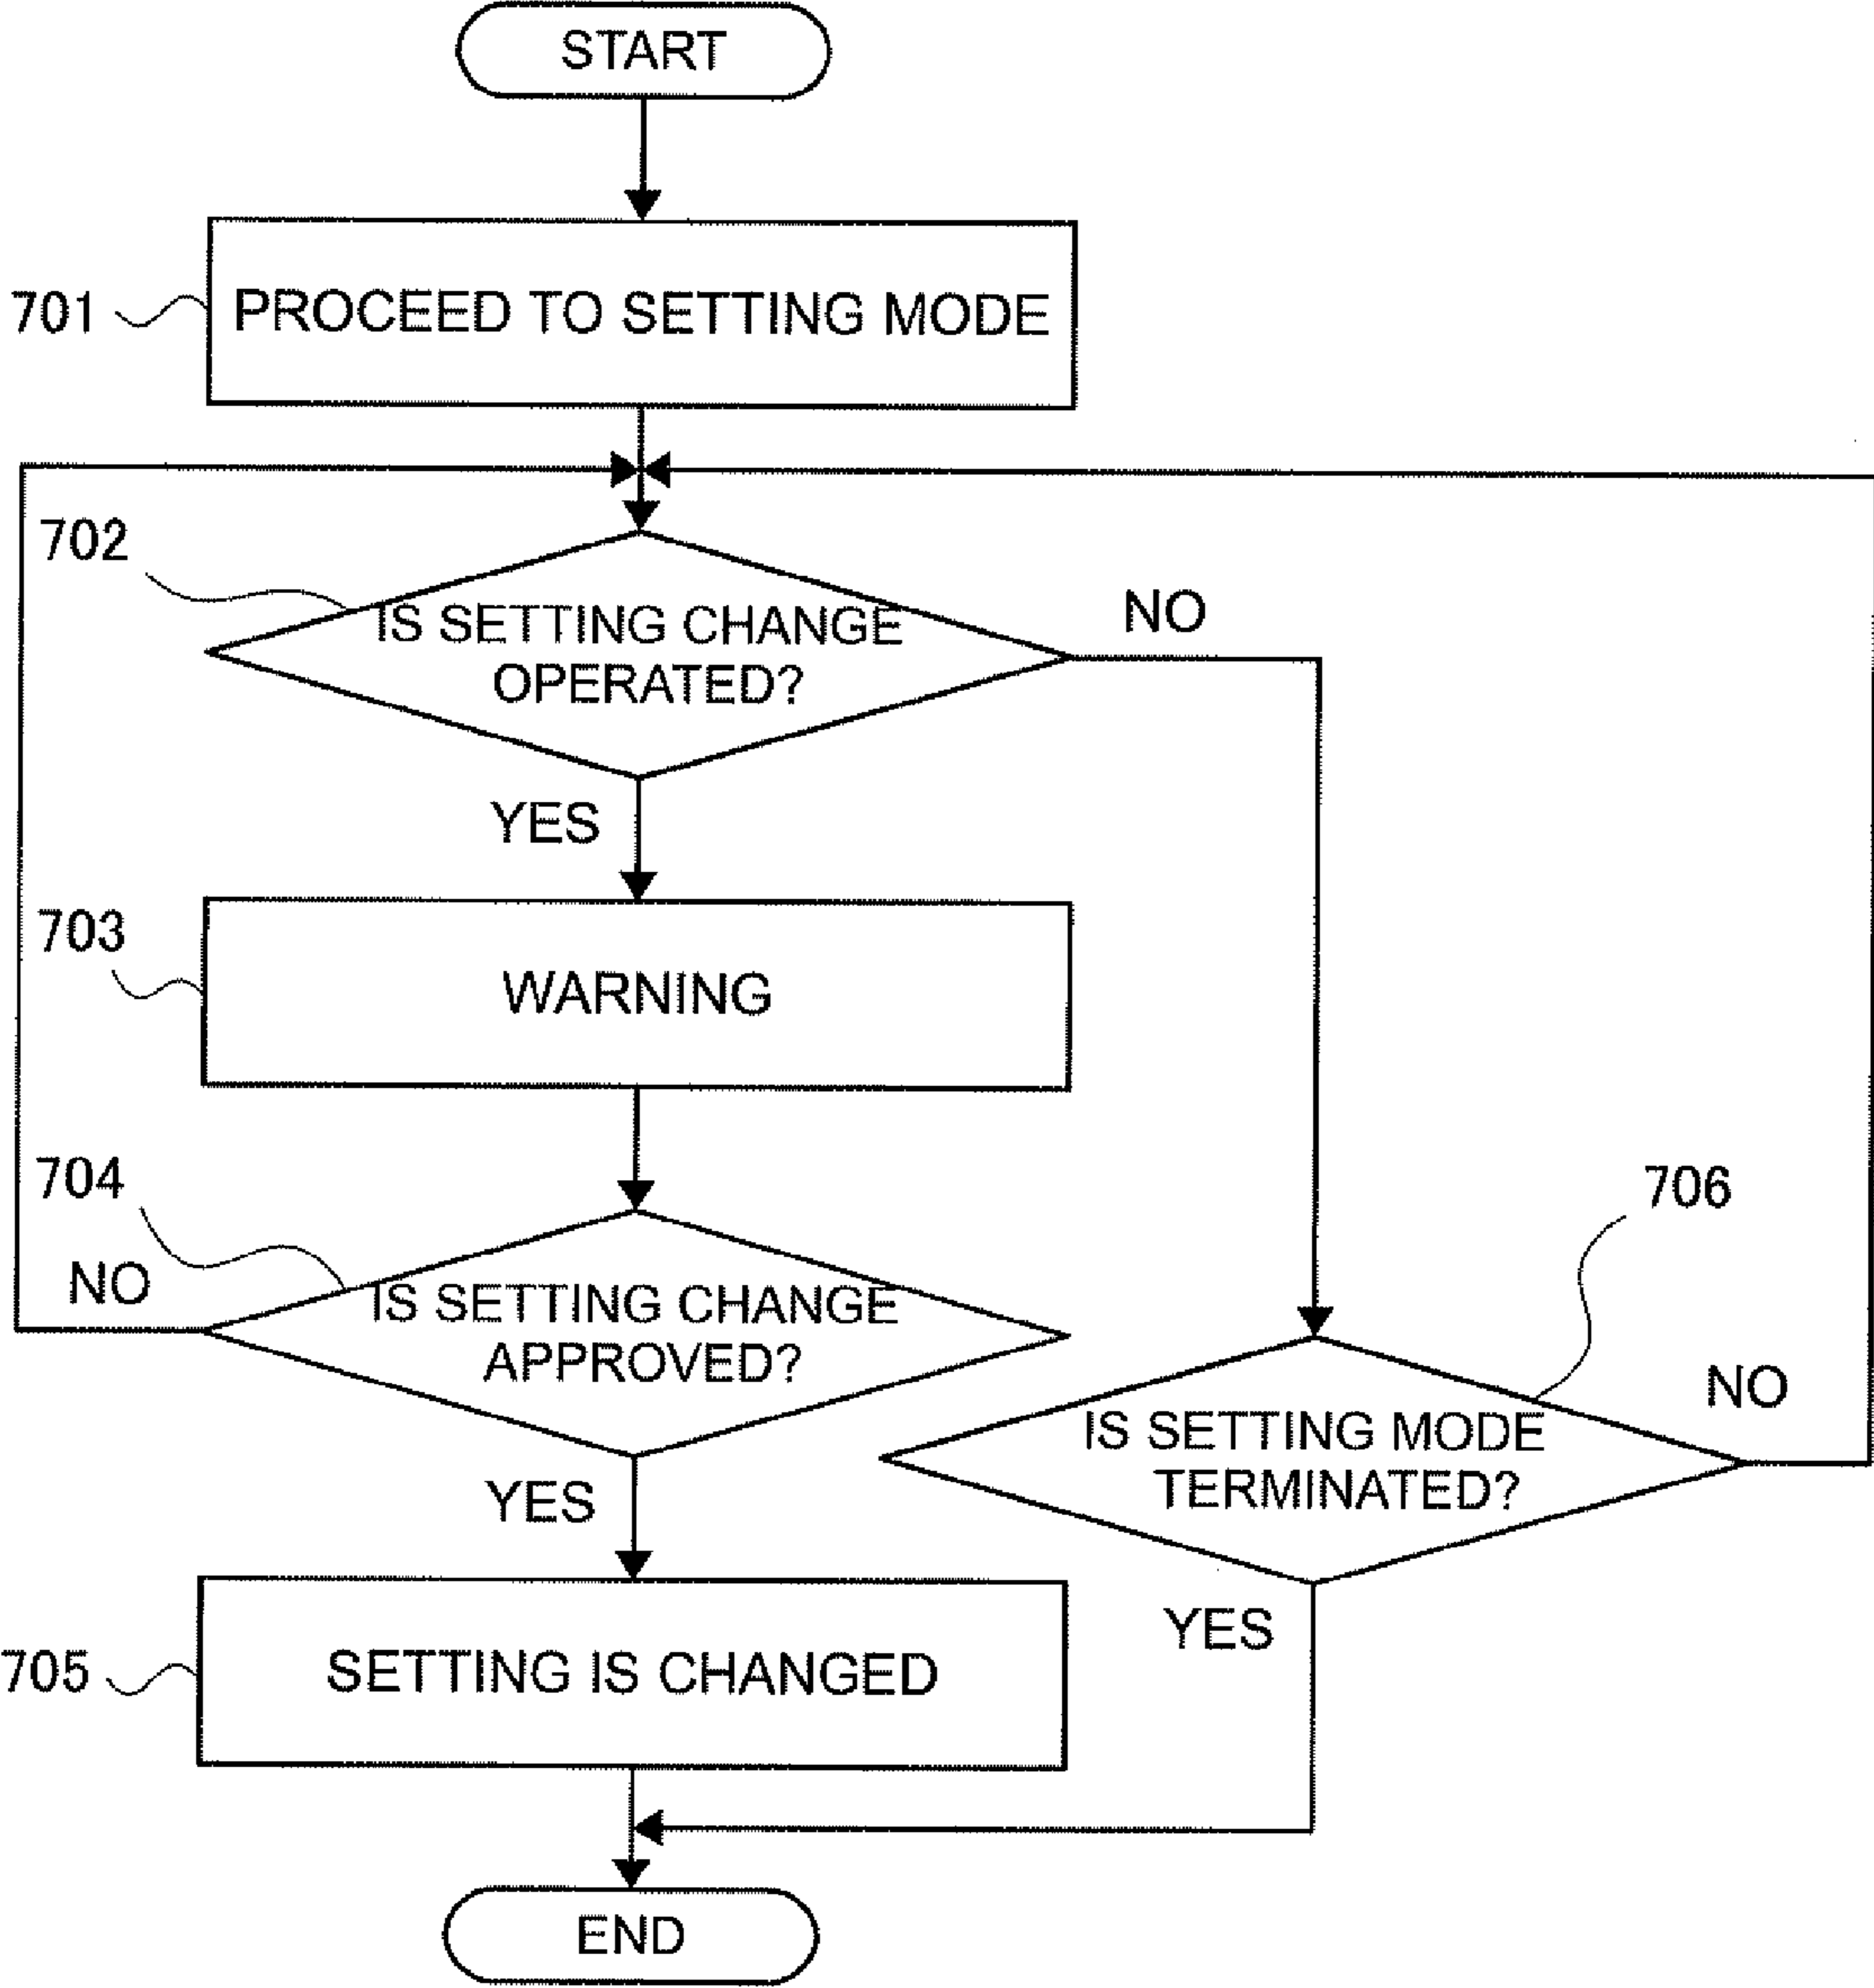 START
701
PROCEED TO SETTING MODE
702
IS SETTING CHANGE
OPERATED?
NO
YES
703
WARNING
704
NO
IS SETTING CHANGE
APPROVED?
YES
706
IS SETTING MODE
TERMINATED?
NO
YES
705
SETTING IS CHANGED
END